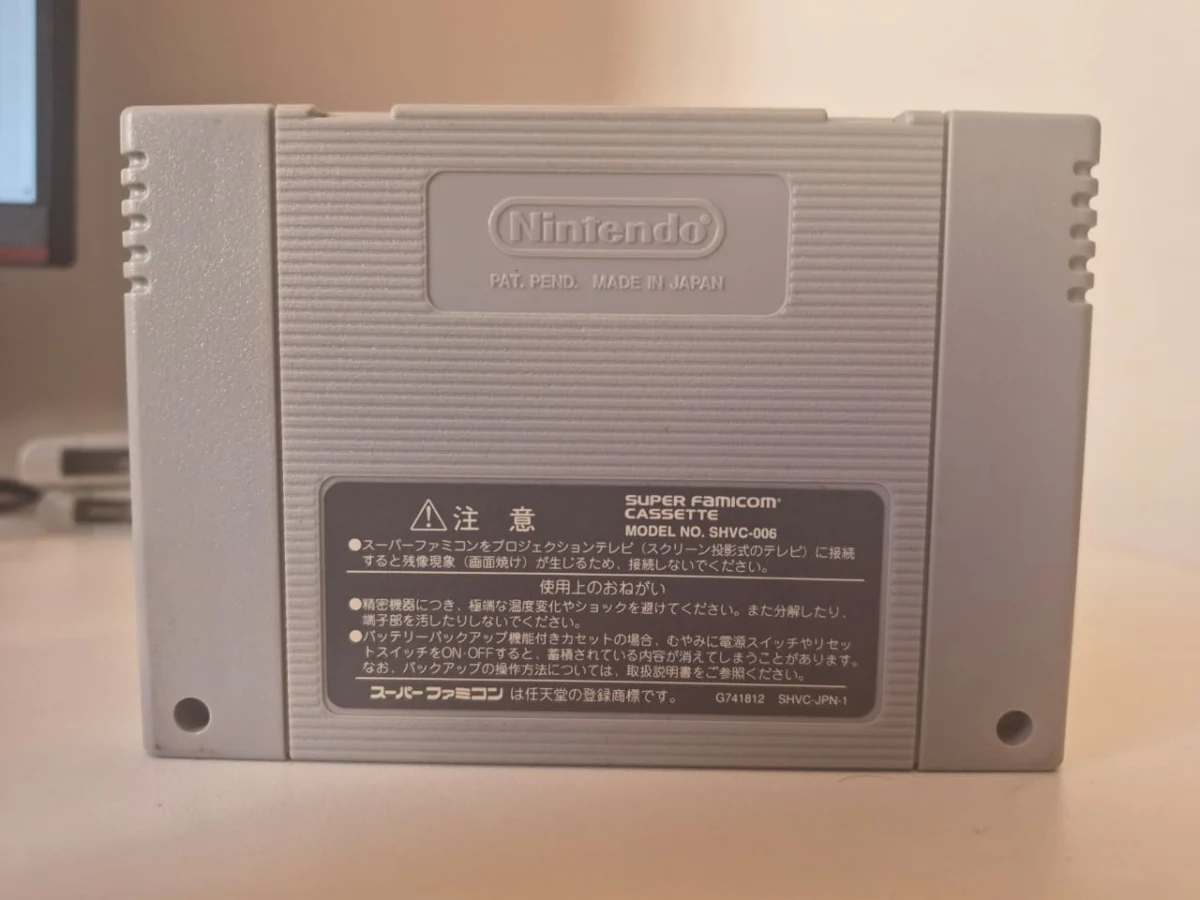 Nintendo®
PAT. PEND. MADE IN JAPAN
注 意
SUPER FAMICOM
CASSETTE
MODEL NO. SHVC-006
●スーパーファミコンをプロジェクションテレビ（スクリーン投影式のテレビ）に接続
すると残像現象（画面焼け）が生じるため、接続しないでください。
使用上のおねがい
●精密機器につき、極端な温度変化やショックを避けてください。また分解したり、
端子部を汚したりしないでください。
●バッテリーバックアップ機能付きカセットの場合、むやみに電源スイッチやリセッ
トスイッチをON·OFFすると、蓄積されている内容が消えてしまうことがあります。
なお、バックアップの操作方法については、取扱説明書をご参照ください。
スーパーファミコン は任天堂の登録商標です。 G741812 SHVC-JPN-1